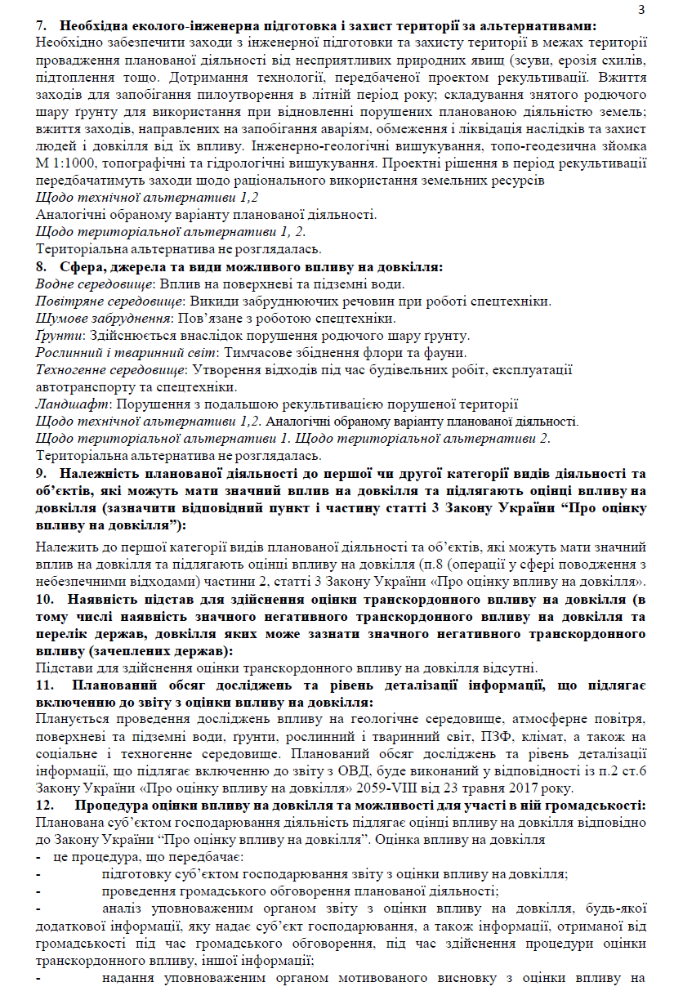 3
7. Необхідна еколого-інженерна підготовка і захист території за альтернативами:
Необхідно забезпечити заходи з інженерної підготовки та захисту території в межах території
провадження планованої діяльності від несприятливих природних явищ (зсуви, ерозія схилів,
підтоплення тощо. Дотримання технології, передбаченої проектом рекультивації. Вжиття
заходів для запобігання пилоутворення в літній період року; складування знятого родючого
шару ґрунту для використання при відновленні порушених планованою діяльністю земель;
вжиття заходів, направлених на запобігання аваріям, обмеження і ліквідація наслідків та захист
людей і довкілля від їх впливу. Інженерно-геологічні вишукування, топо-геодезична зйомка
М 1:1000, топографічні та гідрологічні вишукування. Проектні рішення в період рекультивації
передбачатимуть заходи щодо раціонального використання земельних ресурсів
Щодо технічної альтернативи 1,2
Аналогічні обраному варіанту планованої діяльності.
Щодо територіальної альтернативи 1, 2.
Територіальна альтернатива не розглядалась.
8. Сфера, джерела та види можливого впливу на довкілля:
Водне середовище: Вплив на поверхневі та підземні води.
Повітряне середовище: Викиди забруднюючих речовин при роботі спецтехніки.
Шумове забруднення: Пов’язане з роботою спецтехніки.
Ґрунти: Здійснюється внаслідок порушення родючого шару ґрунту.
Рослинний і тваринний світ: Тимчасове збіднення флори та фауни.
Техногенне середовище: Утворення відходів під час будівельних робіт, експлуатації
автотранспорту та спецтехніки.
Ландшафт: Порушення з подальшою рекультивацією порушеної території
Щодо технічної альтернативи 1,2. Аналогічні обраному варіанту планованої діяльності.
Щодо територіальної альтернативи 1. Щодо територіальної альтернативи 2.
Територіальна альтернатива не розглядалась.
9. Належність планованої діяльності до першої чи другої категорії видів діяльності та
об’єктів, які можуть мати значний вплив на довкілля та підлягають оцінці впливу на
довкілля (зазначити відповідний пункт і частину статті 3 Закону України “Про оцінку
впливу на довкілля”):
Належить до першої категорії видів планованої діяльності та об’єктів, які можуть мати значний
вплив на довкілля та підлягають оцінці впливу на довкілля (п.8 (операції у сфері поводження з
небезпечними відходами) частини 2, статті 3 Закону України «Про оцінку впливу на довкілля».
10. Наявність підстав для здійснення оцінки транскордонного впливу на довкілля (в
тому числі наявність значного негативного транскордонного впливу на довкілля та
перелік держав, довкілля яких може зазнати значного негативного транскордонного
впливу (зачеплених держав):
Підстави для здійснення оцінки транскордонного впливу на довкілля відсутні.
11. Планований обсяг досліджень та рівень деталізації інформації, що підлягає
включенню до звіту з оцінки впливу на довкілля:
Планується проведення досліджень впливу на геологічне середовище, атмосферне повітря,
поверхневі та підземні води, ґрунти, рослинний і тваринний світ, ПЗФ, клімат, а також на
соціальне і техногенне середовище. Планований обсяг досліджень та рівень деталізації
інформації, що підлягає включенню до звіту з ОВД, буде виконаний у відповідності із п.2 ст.6
Закону України «Про оцінку впливу на довкілля» 2059-VIII від 23 травня 2017 року.
12. Процедура оцінки впливу на довкілля та можливості для участі в ній громадськості:
Планована суб’єктом господарювання діяльність підлягає оцінці впливу на довкілля відповідно
до Закону України “Про оцінку впливу на довкілля”. Оцінка впливу на довкілля
- це процедура, що передбачає:
- підготовку суб’єктом господарювання звіту з оцінки впливу на довкілля;
- проведення громадського обговорення планованої діяльності;
- аналіз уповноваженим органом звіту з оцінки впливу на довкілля, будь-якої
додаткової інформації, яку надає суб’єкт господарювання, а також інформації, отриманої від
громадськості під час громадського обговорення, під час здійснення процедури оцінки
транскордонного впливу, іншої інформації;
- надання уповноваженим органом мотивованого висновку з оцінки впливу на